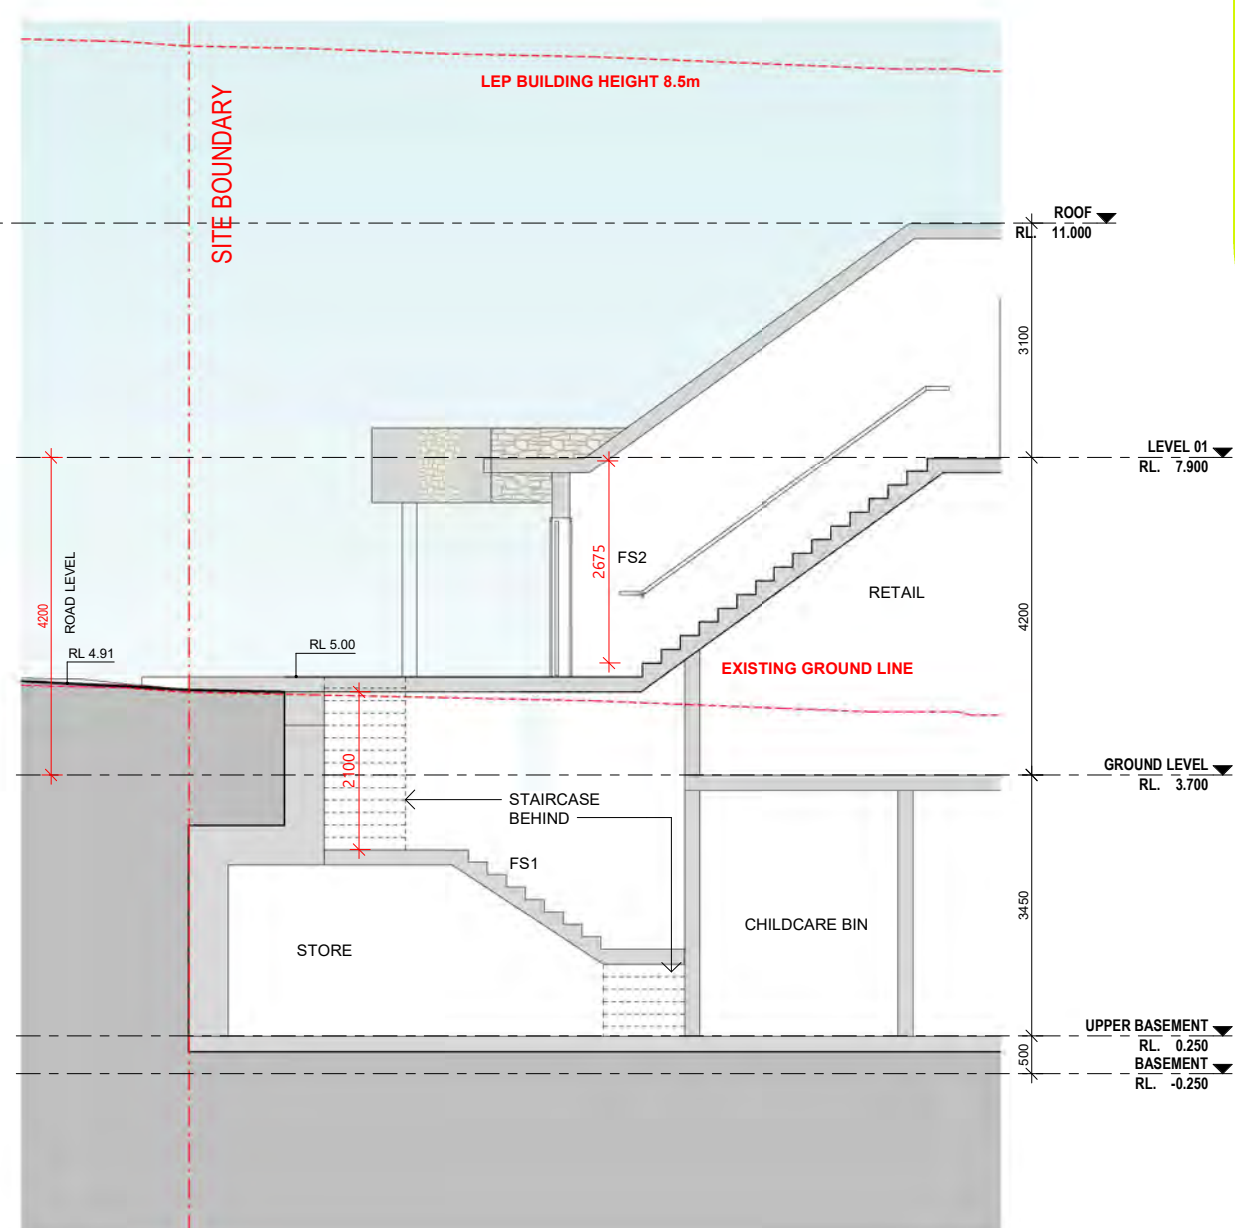 LEP BUILDING HEIGHT 8.5m
SITE BOUNDARY
ROOF
RL. 11.000
3100
LEVEL 01
RL. 7.900
2675
FS2
RETAIL
4200
ROAD LEVEL
4200
RL 4.91
RL 5.00
EXISTING GROUND LINE
2100
GROUND LEVEL
RL. 3.700
STAIRCASE
BEHIND
FS1
3450
CHILDCARE BIN
STORE
UPPER BASEMENT
RL. 0.250
500
BASEMENT
RL. -0.250